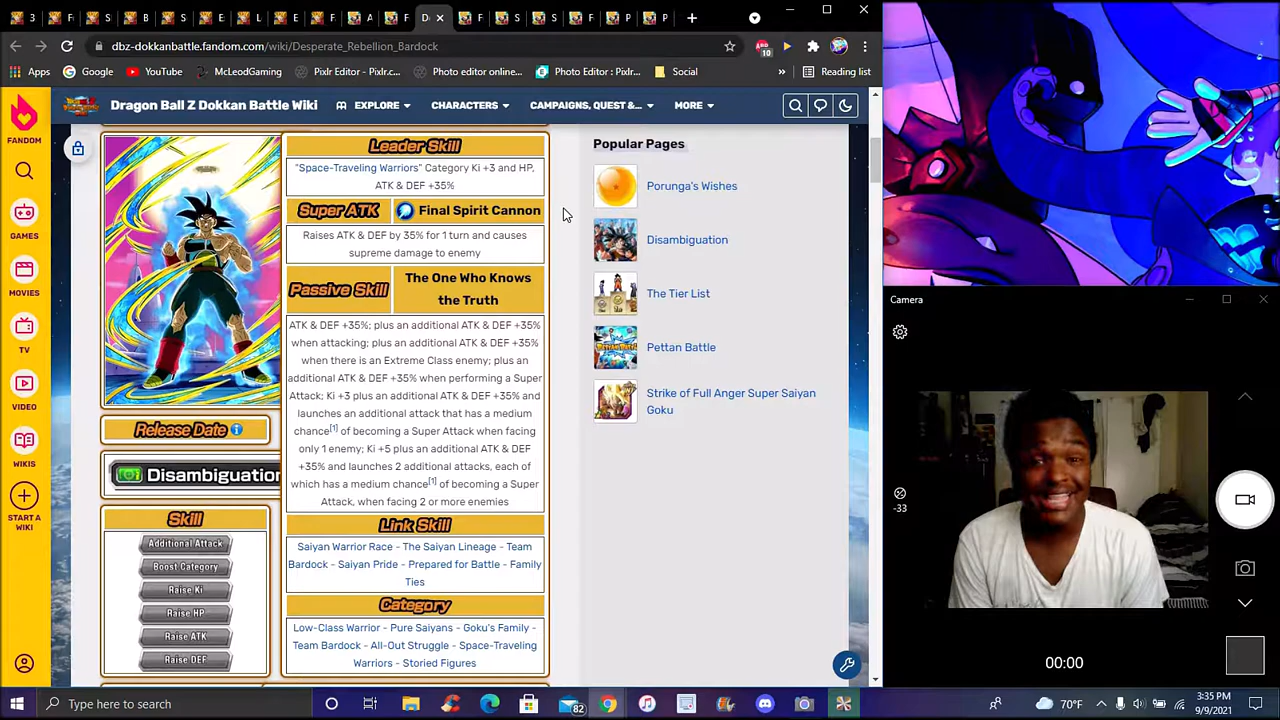 S
F
S
B
S
E
L
E
F
A
F
D
F
S
S
F
P
P
dbz-dokkanbattle.fandom.com/wiki/Desperate_Rebellion_Bardock
10
Apps
Google
YouTube
McLeodGaming
Pixlr Editor - Pixlr.c...
Photo editor online...
Photo Editor : Pixlr...
Social
»
Reading list
FANDOM
GAMES
MOVIES
TV
VIDEO
WIKIS
START A
WIKI
Dragon Ball Z Dokkan Battle Wiki
EXPLORE
CHARACTERS
CAMPAIGNS, QUEST &...
MORE
Leader Skill
"Space-Traveling Warriors" Category Ki +3 and HP,
ATK & DEF +35%
Super ATK
Final Spirit Cannon
Raises ATK & DEF by 35% for 1 turn and causes
supreme damage to enemy
Passive Skill
The One Who Knows
the Truth
ATK & DEF +35%; plus an additional ATK & DEF +35%
when attacking; plus an additional ATK & DEF +35%
when there is an Extreme Class enemy; plus an
additional ATK & DEF +35% when performing a Super
Attack; Ki +3 plus an additional ATK & DEF +35% and
launches an additional attack that has a medium
chance[1] of becoming a Super Attack when facing
only 1 enemy; Ki +5 plus an additional ATK & DEF
+35% and launches 2 additional attacks, each of
which has a medium chance[1] of becoming a Super
Attack, when facing 2 or more enemies
Link Skill
Saiyan Warrior Race - The Saiyan Lineage - Team
Bardock - Saiyan Pride - Prepared for Battle - Family
Ties
Category
Low-Class Warrior - Pure Saiyans - Goku's Family -
Team Bardock - All-Out Struggle - Space-Traveling
Warriors - Storied Figures
Release Date
Disambiguation
Skill
Additional Attack
Boost Category
Raise Ki
Raise HP
Raise ATK
Raise DEF
Popular Pages
Porunga's Wishes
Disambiguation
The Tier List
Pettan Battle
Strike of Full Anger Super Saiyan
Goku
Camera
-33
00:00
Type here to search
82
70°F
3:35 PM
9/9/2021